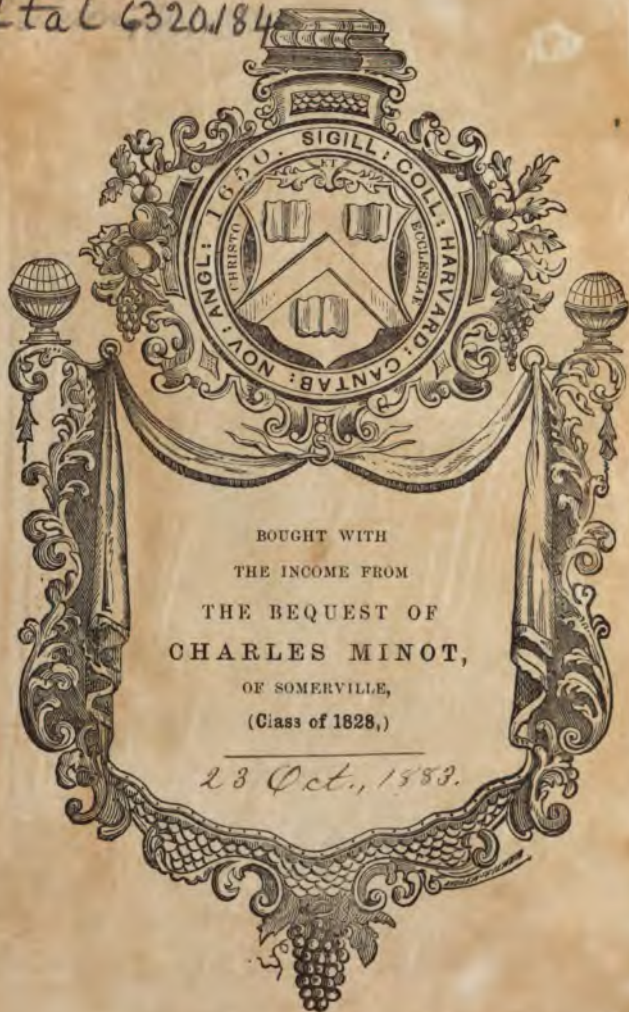 Ital 6320.184
SIGILL: COLL: HARVARD: CANTAB: NOV: ANGL: 1650.
ET
CHRISTO
ECCLESIAE
BOUGHT WITH
THE INCOME FROM
THE BEQUEST OF
CHARLES MINOT,
OF SOMERVILLE,
(Class of 1828,)
23 Oct., 1883.